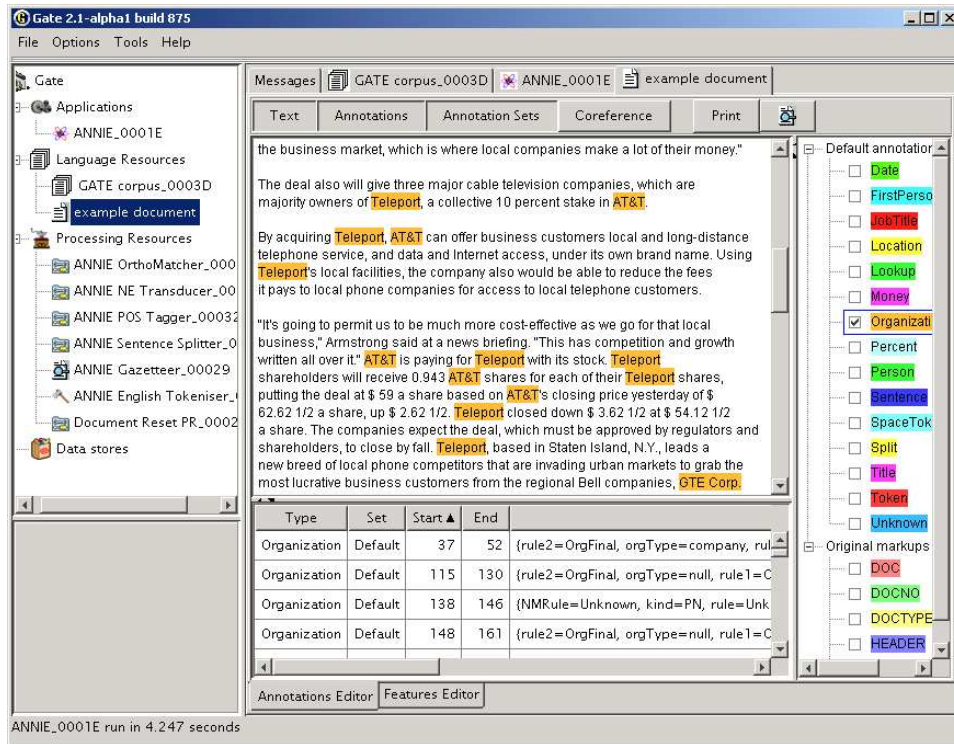 Gate 2.1-alpha1 build 875
File Options Tools Help
Gate
Applications
ANNIE_0001E
Language Resources
GATE corpus_0003D
example document
Processing Resources
ANNIE OrthoMatcher_000
ANNIE NE Transducer_00
ANNIE POS Tagger_00032
ANNIE Sentence Splitter_0
ANNIE Gazetteer_00029
ANNIE English Tokeniser_
Document Reset PR_0002
Data stores
Messages GATE corpus_0003D ANNIE_0001E example document
Text Annotations Annotation Sets Coreference Print
the business market, which is where local companies make a lot of their money."
The deal also will give three major cable television companies, which are
majority owners of Teleport, a collective 10 percent stake in AT&T.
By acquiring Teleport, AT&T can offer business customers local and long-distance
telephone service, and data and Internet access, under its own brand name. Using
Teleport's local facilities, the company also would be able to reduce the fees
it pays to local phone companies for access to local telephone customers.
"It's going to permit us to be much more cost-effective as we go for that local
business," Armstrong said at a news briefing. "This has competition and growth
written all over it." AT&T is paying for Teleport with its stock. Teleport
shareholders will receive 0.943 AT&T shares for each of their Teleport shares,
putting the deal at $ 59 a share based on AT&T's closing price yesterday of $
62.62 1/2 a share, up $ 2.62 1/2. Teleport closed down $ 3.62 1/2 at $ 54.12 1/2
a share. The companies expect the deal, which must be approved by regulators and
shareholders, to close by fall. Teleport, based in Staten Island, N.Y., leads a
new breed of local phone competitors that are invading urban markets to grab the
most lucrative business customers from the regional Bell companies, GTE Corp.
Default annotation
Date
FirstPerso
JobTitle
Location
Lookup
Money
Organizati
Percent
Person
Sentence
SpaceTok
Split
Title
Token
Unknown
Original markups
DOC
DOCNO
DOCTYPE
HEADER
Type Set Start ▲ End
Organization Default 37 52 {rule2=OrgFinal, orgType=company, rul
Organization Default 115 130 {rule2=OrgFinal, orgType=null, rule1=O
Organization Default 138 146 {NMRule=Unknown, kind=PN, rule=Unk
Organization Default 148 161 {rule2=OrgFinal, orgType=null, rule1=O
Annotations Editor Features Editor
ANNIE_0001E run in 4.247 seconds